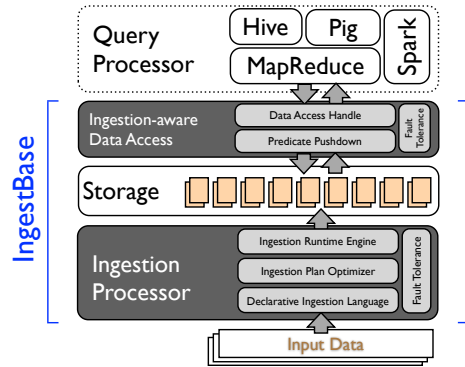 Query
Processor
Hive
Pig
MapReduce
Spark
IngestBase
Ingestion-aware
Data Access
Data Access Handle
Predicate Pushdown
Fault
Tolerance
Storage
Ingestion
Processor
Ingestion Runtime Engine
Ingestion Plan Optimizer
Declarative Ingestion Language
Fault Tolerance
Input Data